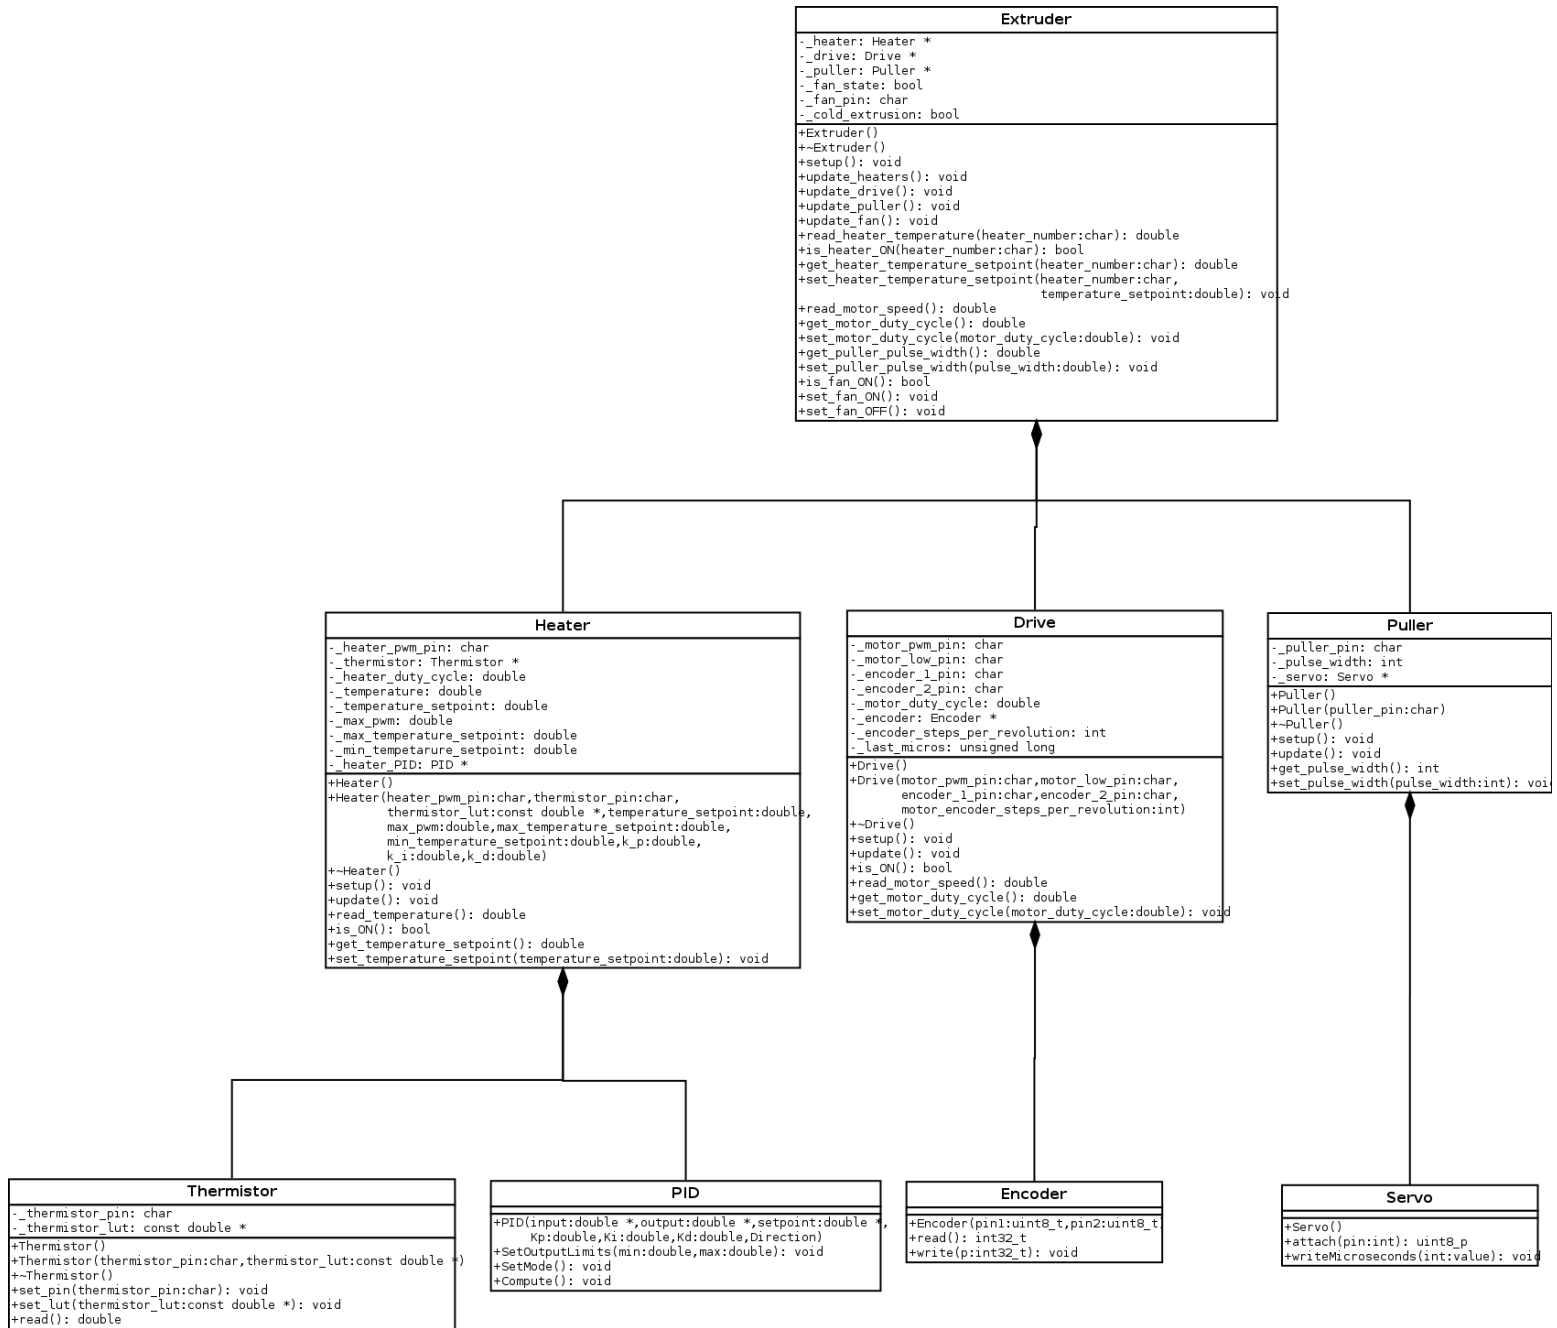 Extruder
-_heater: Heater *
-_drive: Drive *
-_puller: Puller *
-_fan_state: bool
-_fan_pin: char
-_cold_extrusion: bool
+Extruder()
+~Extruder()
+setup(): void
+update_heaters(): void
+update_drive(): void
+update_puller(): void
+update_fan(): void
+read_heater_temperature(heater_number:char): double
+is_heater_ON(heater_number:char): bool
+get_heater_temperature_setpoint(heater_number:char): double
+set_heater_temperature_setpoint(heater_number:char,
temperature_setpoint:double): void
+read_motor_speed(): double
+get_motor_duty_cycle(): double
+set_motor_duty_cycle(motor_duty_cycle:double): void
+get_puller_pulse_width(): double
+set_puller_pulse_width(pulse_width:double): void
+is_fan_ON(): bool
+set_fan_ON(): void
+set_fan_OFF(): void
Heater
-_heater_pwm_pin: char
-_thermistor: Thermistor *
-_heater_duty_cycle: double
-_temperature: double
-_temperature_setpoint: double
-_max_pwm: double
-_max_temperature_setpoint: double
-_min_tempetarure_setpoint: double
-_heater_PID: PID *
+Heater()
+Heater(heater_pwm_pin:char,thermistor_pin:char,
thermistor_lut:const double *,temperature_setpoint:double,
max_pwm:double,max_temperature_setpoint:double,
min_temperature_setpoint:double,k_p:double,
k_i:double,k_d:double)
+~Heater()
+setup(): void
+update(): void
+read_temperature(): double
+is_ON(): bool
+get_temperature_setpoint(): double
+set_temperature_setpoint(temperature_setpoint:double): void
Drive
-_motor_pwm_pin: char
-_motor_low_pin: char
-_encoder_1_pin: char
-_encoder_2_pin: char
-_motor_duty_cycle: double
-_encoder: Encoder *
-_encoder_steps_per_revolution: int
-_last_micros: unsigned long
+Drive()
+Drive(motor_pwm_pin:char,motor_low_pin:char,
encoder_1_pin:char,encoder_2_pin:char,
motor_encoder_steps_per_revolution:int)
+~Drive()
+setup(): void
+update(): void
+is_ON(): bool
+read_motor_speed(): double
+get_motor_duty_cycle(): double
+set_motor_duty_cycle(motor_duty_cycle:double): void
Puller
-_puller_pin: char
-_pulse_width: int
-_servo: Servo *
+Puller()
+Puller(puller_pin:char)
+~Puller()
+setup(): void
+update(): void
+get_pulse_width(): int
+set_pulse_width(pulse_width:int): void
Thermistor
-_thermistor_pin: char
-_thermistor_lut: const double *
+Thermistor()
+Thermistor(thermistor_pin:char,thermistor_lut:const double *)
+~Thermistor()
+set_pin(thermistor_pin:char): void
+set_lut(thermistor_lut:const double *): void
+read(): double
PID
+PID(input:double *,output:double *,setpoint:double *,
Kp:double,Ki:double,Kd:double,Direction)
+SetOutputLimits(min:double,max:double): void
+SetMode(): void
+Compute(): void
Encoder
+Encoder(pin1:uint8_t,pin2:uint8_t)
+read(): int32_t
+write(p:int32_t): void
Servo
+Servo()
+attach(pin:int): uint8_p
+writeMicroseconds(int:value): void